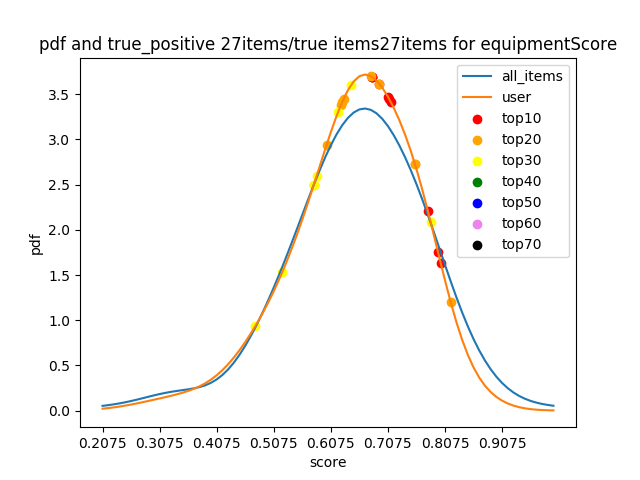 pdf and true_positive 27items/true items27items for equipmentScore
all_items
user
top10
top20
top30
top40
top50
top60
top70
3.5
3.0
2.5
2.0
1.5
1.0
0.5
0.0
pdf
0.2075 0.3075 0.4075 0.5075 0.6075 0.7075 0.8075 0.9075
score